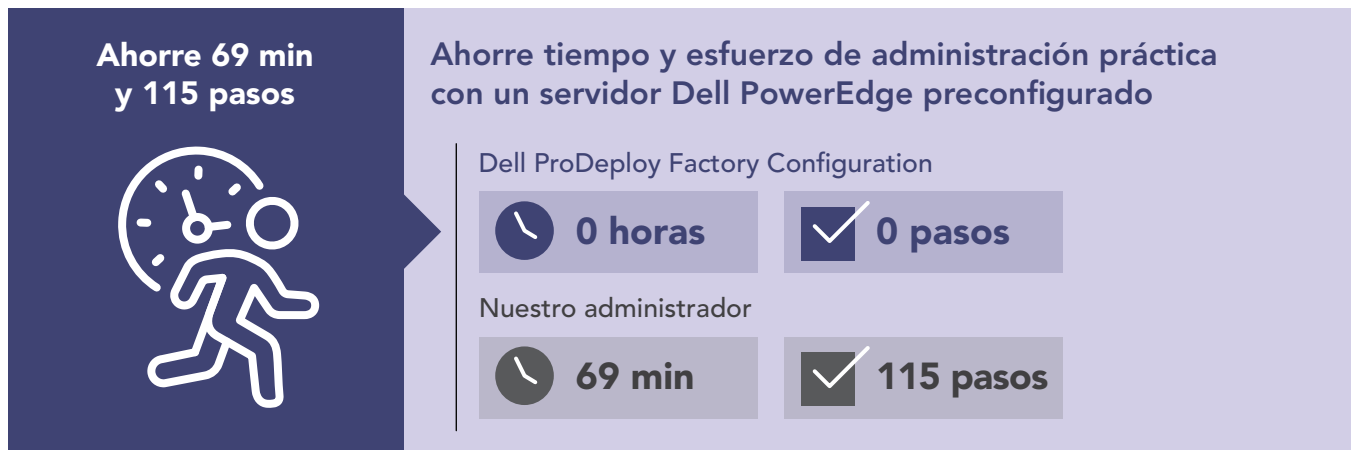 Ahorre 69 min
y 115 pasos
Ahorre tiempo y esfuerzo de administración práctica
con un servidor Dell PowerEdge preconfigurado
Dell ProDeploy Factory Configuration
0 horas
0 pasos
Nuestro administrador
69 min
115 pasos